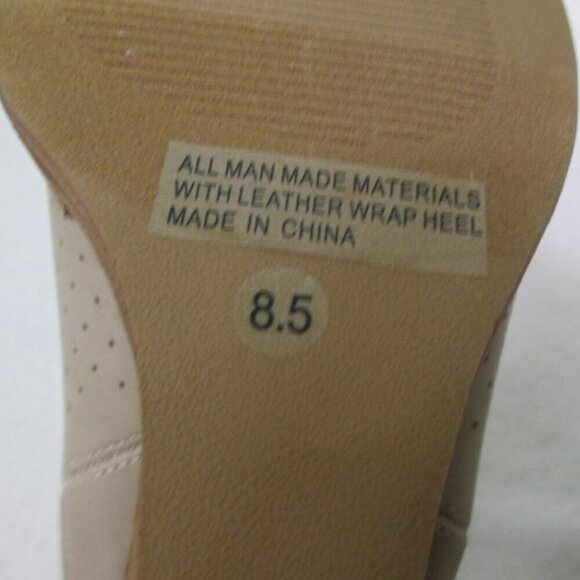 ALL MAN MADE MATERIALS
WITH LEATHER WRAP HEEL
MADE IN CHINA
8.5